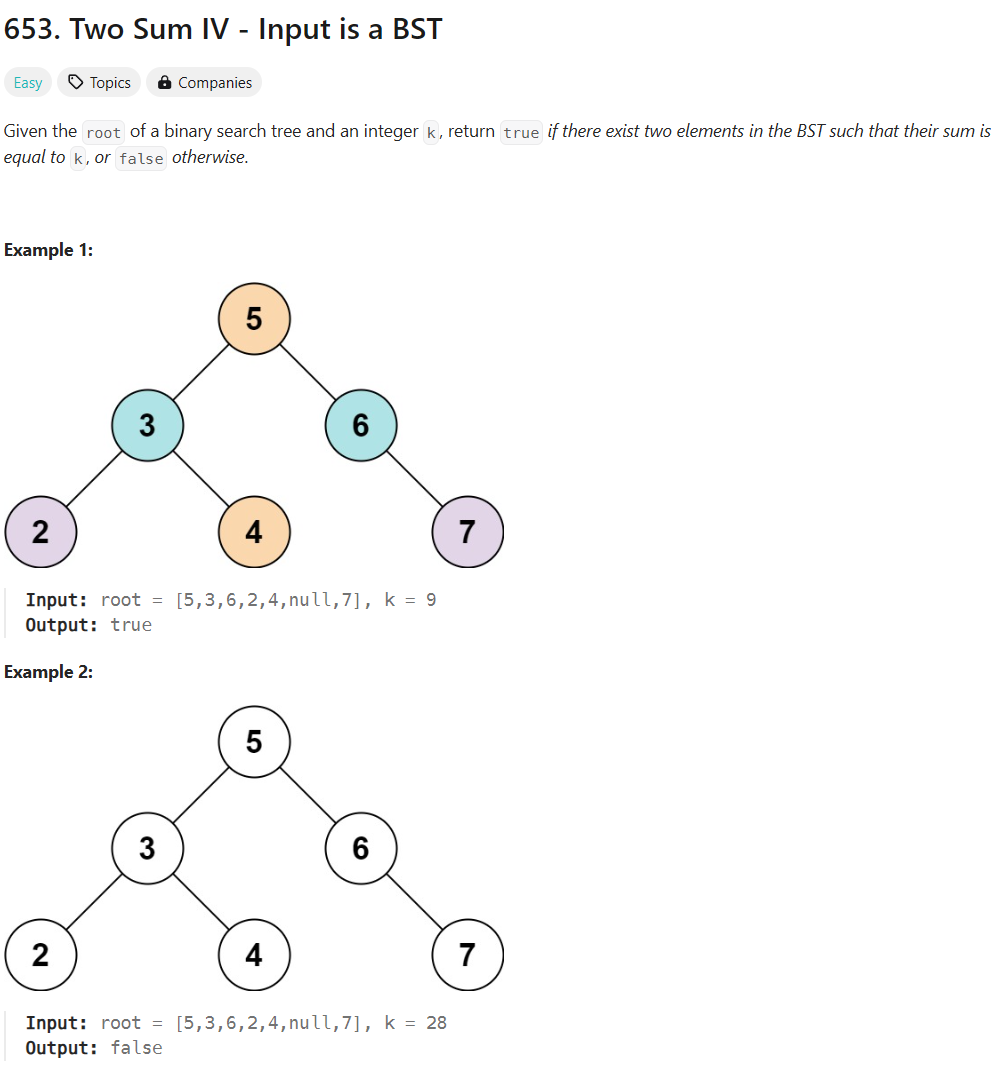 653. Two Sum IV - Input is a BST
Easy Topics Companies
Given the root of a binary search tree and an integer k, return true if there exist two elements in the BST such that their sum is
equal to k, or false otherwise.
Example 1:
5
3 6
2 4 7
Input: root = [5,3,6,2,4,null,7], k = 9
Output: true
Example 2:
5
3 6
2 4 7
Input: root = [5,3,6,2,4,null,7], k = 28
Output: false